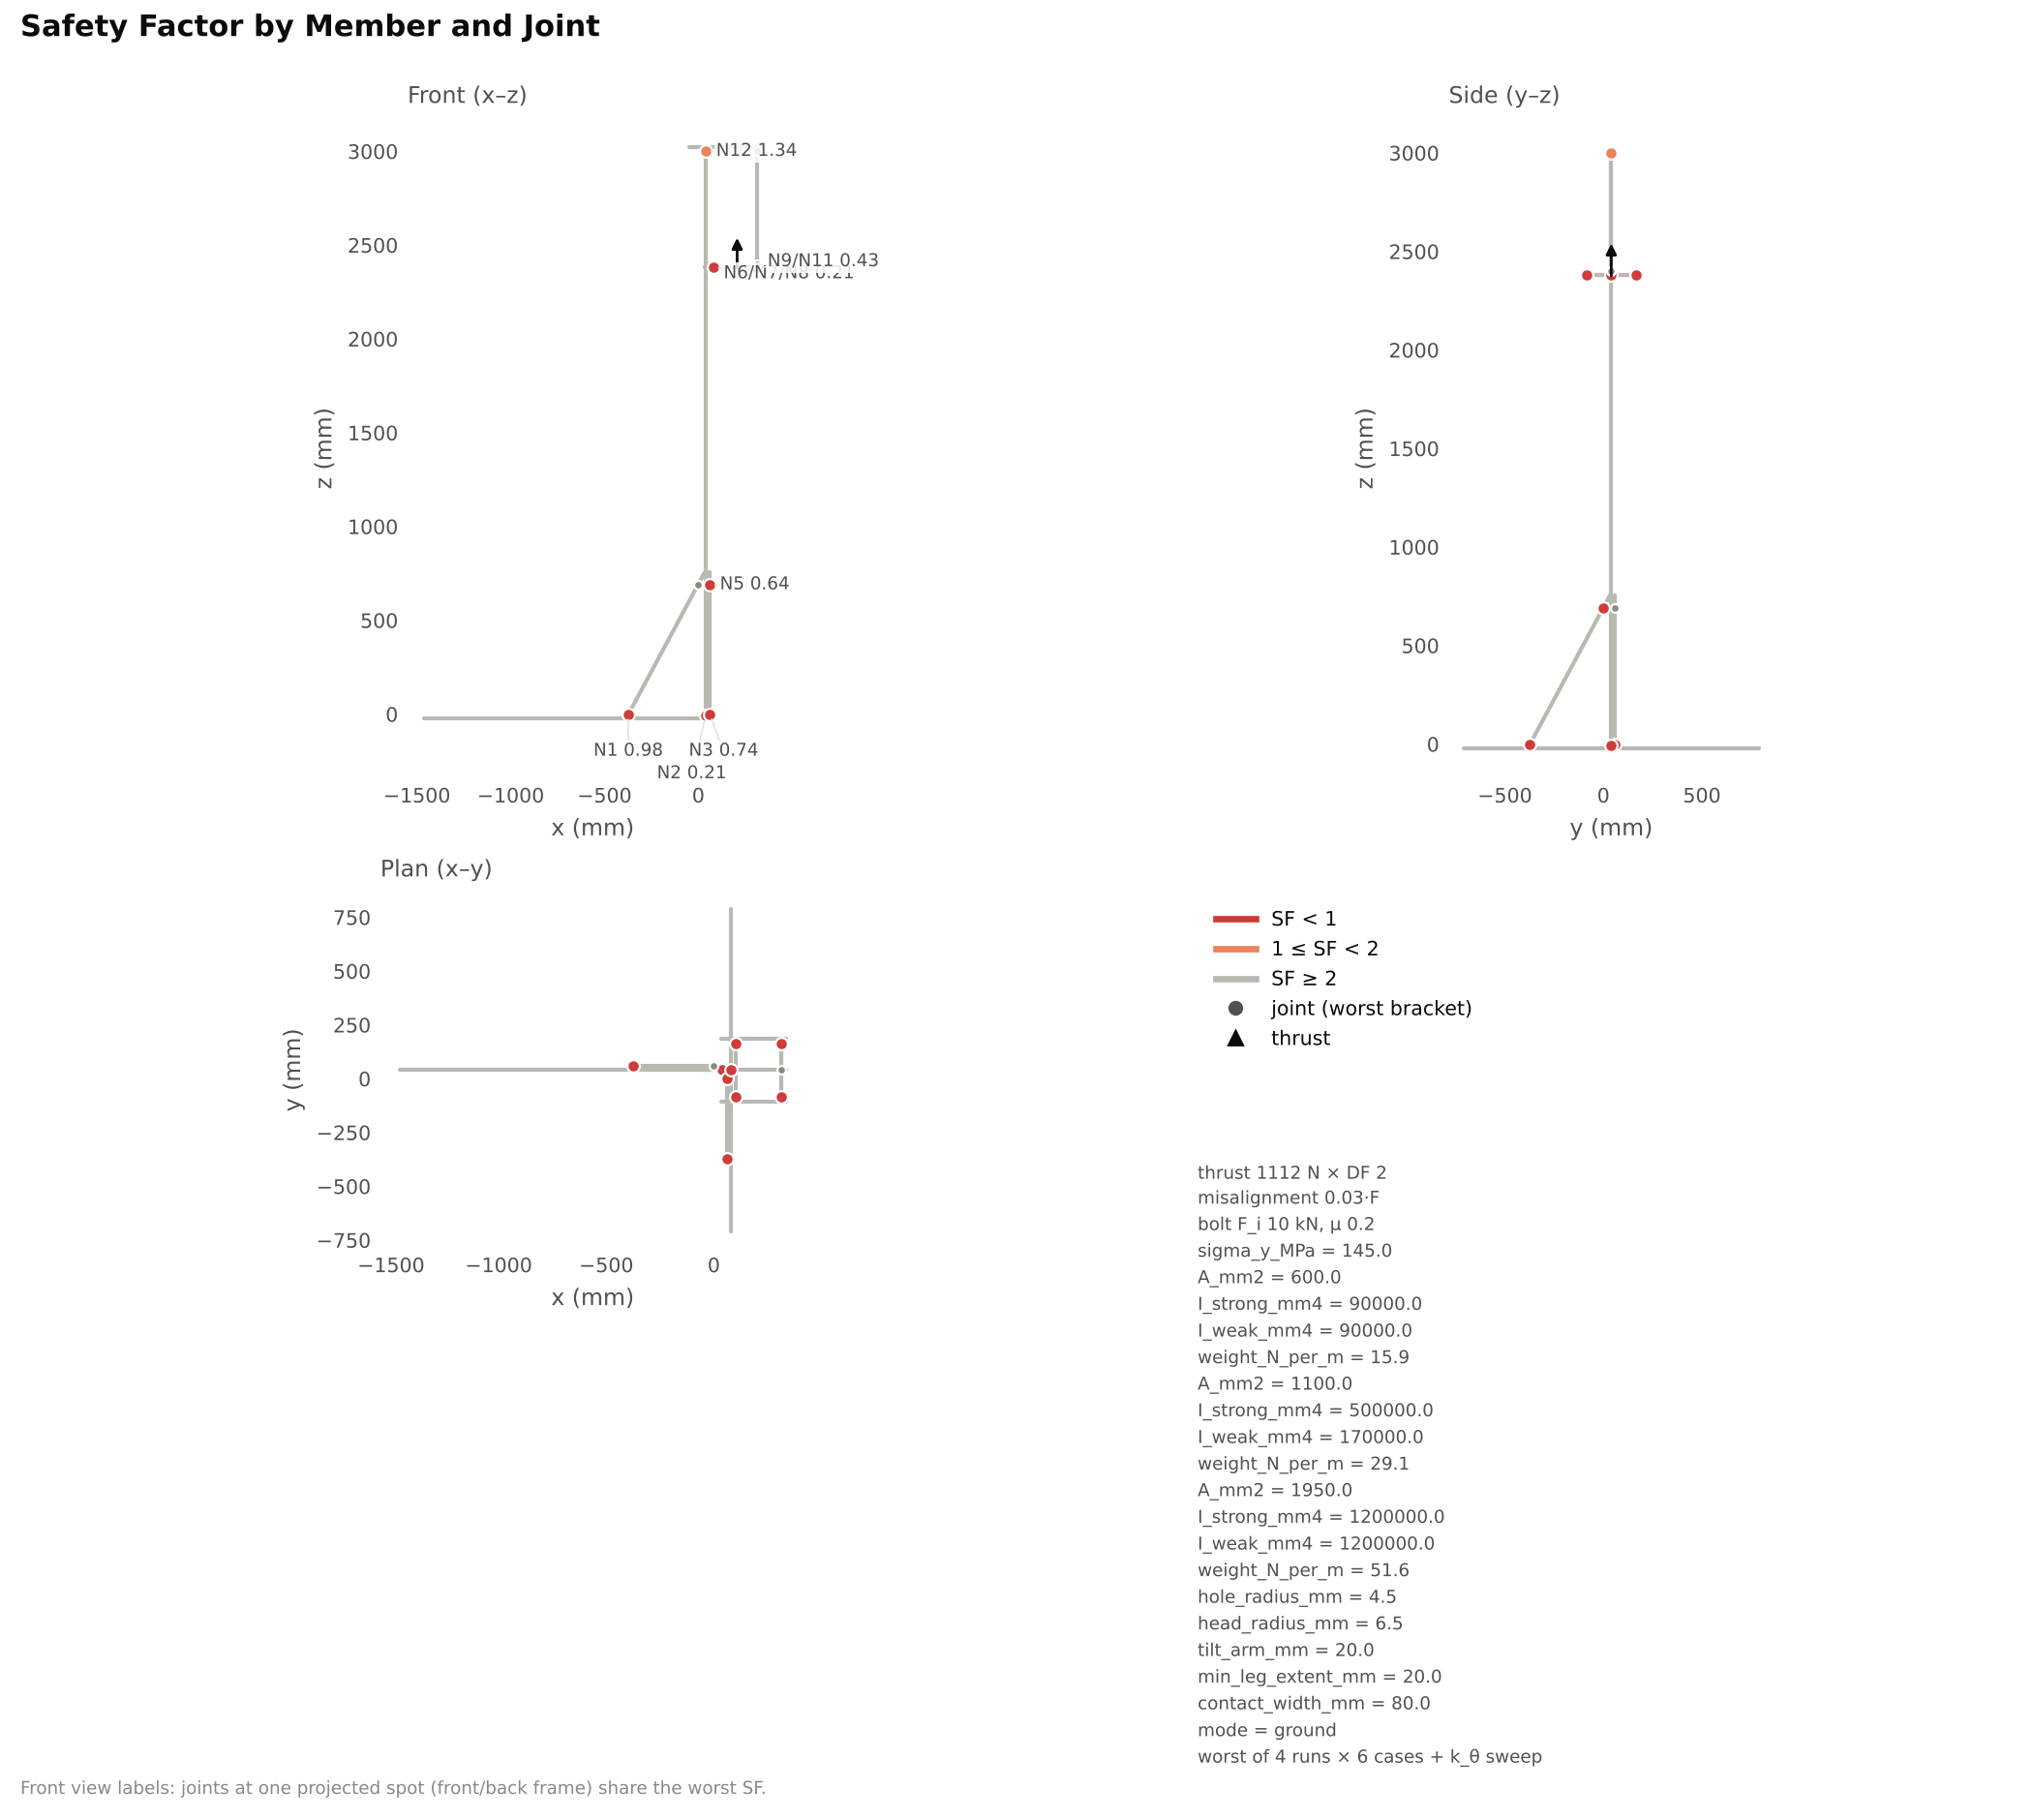 Safety Factor by Member and Joint
Front (x–z)
3000
2500
2000
1500
1000
500
0
z (mm)
N12 1.34
N9/N11 0.43
N6/N7/N8 0.21
N5 0.64
N1 0.98
N3 0.74
N2 0.21
−1500
−1000
−500
0
x (mm)
Side (y–z)
3000
2500
2000
1500
1000
500
0
z (mm)
−500
0
500
y (mm)
Plan (x–y)
750
500
250
0
−250
−500
−750
y (mm)
−1500
−1000
−500
0
x (mm)
SF < 1
1 ≤ SF < 2
SF ≥ 2
joint (worst bracket)
thrust
thrust 1112 N × DF 2
misalignment 0.03·F
bolt F_i 10 kN, μ 0.2
sigma_y_MPa = 145.0
A_mm2 = 600.0
I_strong_mm4 = 90000.0
I_weak_mm4 = 90000.0
weight_N_per_m = 15.9
A_mm2 = 1100.0
I_strong_mm4 = 500000.0
I_weak_mm4 = 170000.0
weight_N_per_m = 29.1
A_mm2 = 1950.0
I_strong_mm4 = 1200000.0
I_weak_mm4 = 1200000.0
weight_N_per_m = 51.6
hole_radius_mm = 4.5
head_radius_mm = 6.5
tilt_arm_mm = 20.0
min_leg_extent_mm = 20.0
contact_width_mm = 80.0
mode = ground
worst of 4 runs × 6 cases + k_θ sweep
Front view labels: joints at one projected spot (front/back frame) share the worst SF.